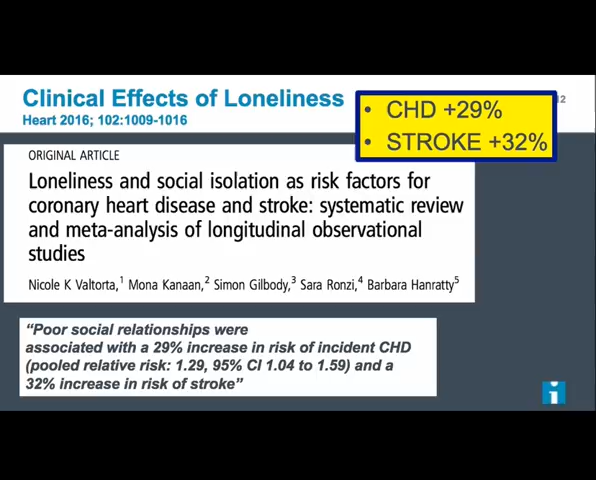 Clinical Effects of Loneliness
Heart 2016; 102:1009-1016
• CHD +29%
12
• STROKE +32%
ORIGINAL ARTICLE
Loneliness and social isolation as risk factors for
coronary heart disease and stroke: systematic review
and meta-analysis of longitudinal observational
studies
Nicole K Valtorta,¹ Mona Kanaan,² Simon Gilbody,³ Sara Ronzi,⁴ Barbara Hanratty⁵
“Poor social relationships were
associated with a 29% increase in risk of incident CHD
(pooled relative risk: 1.29, 95% CI 1.04 to 1.59) and a
32% increase in risk of stroke”
i